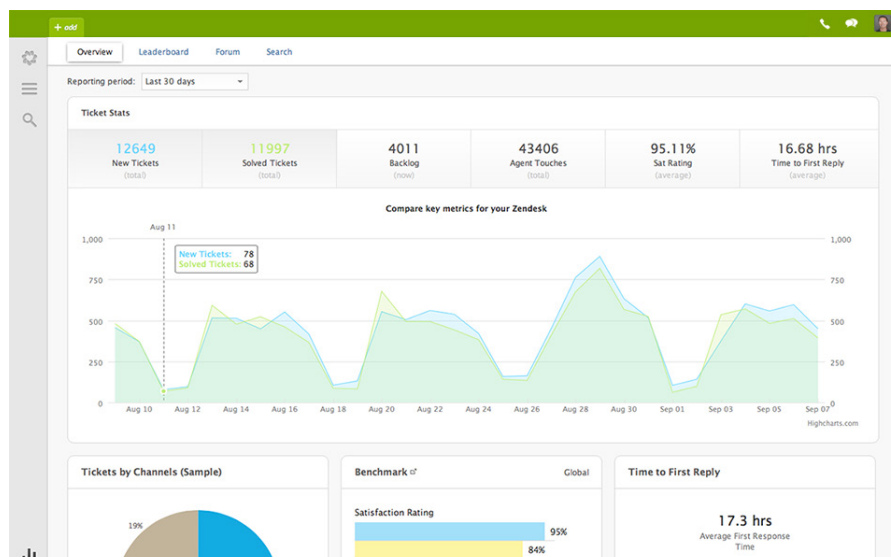 + add
Overview Leaderboard Forum Search
Reporting period: Last 30 days
Ticket Stats
12649
New Tickets
(total)
11997
Solved Tickets
(total)
4011
Backlog
(now)
43406
Agent Touches
(total)
95.11%
Sat Rating
(average)
16.68 hrs
Time to First Reply
(average)
Compare key metrics for your Zendesk
Aug 11
New Tickets: 78
Solved Tickets: 68
1,000 1,000
750 750
500 500
250 250
0 0
Aug 10 Aug 12 Aug 14 Aug 16 Aug 18 Aug 20 Aug 22 Aug 24 Aug 26 Aug 28 Aug 30 Sep 01 Sep 03 Sep 05 Sep 07
Highcharts.com
Tickets by Channels (Sample)
19%
Benchmark Global
Satisfaction Rating
95%
84%
Time to First Reply
17.3 hrs
Average First Response
Time